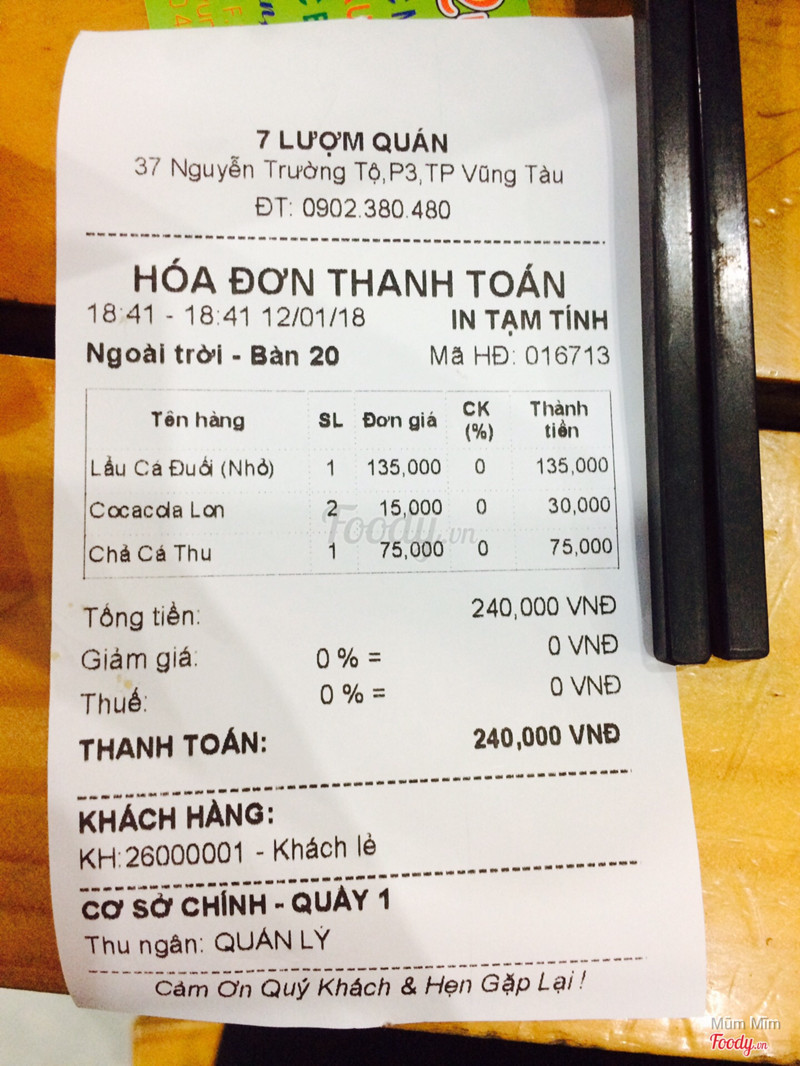 7 LƯỢM QUÁN
37 Nguyễn Trường Tộ,P3,TP Vũng Tàu
ĐT: 0902.380.480
HÓA ĐƠN THANH TOÁN
18:41 - 18:41 12/01/18 IN TẠM TÍNH
Ngoài trời - Bàn 20 Mã HĐ: 016713
Tên hàng SL Đơn giá CK (%) Thành tiền
Lẩu Cá Đuối (Nhỏ) 1 135,000 0 135,000
Cocacola Lon 2 15,000 0 30,000
Chả Cá Thu 1 75,000 0 75,000
Tổng tiền: 240,000 VNĐ
Giảm giá: 0 % = 0 VNĐ
Thuế: 0 % = 0 VNĐ
THANH TOÁN: 240,000 VNĐ
KHÁCH HÀNG:
KH:26000001 - Khách lẻ
CƠ SỞ CHÍNH - QUẦY 1
Thu ngân: QUẢN LÝ
Cảm Ơn Quý Khách & Hẹn Gặp Lại !
Foody.vn
Mũm Mĩm
Foody.vn